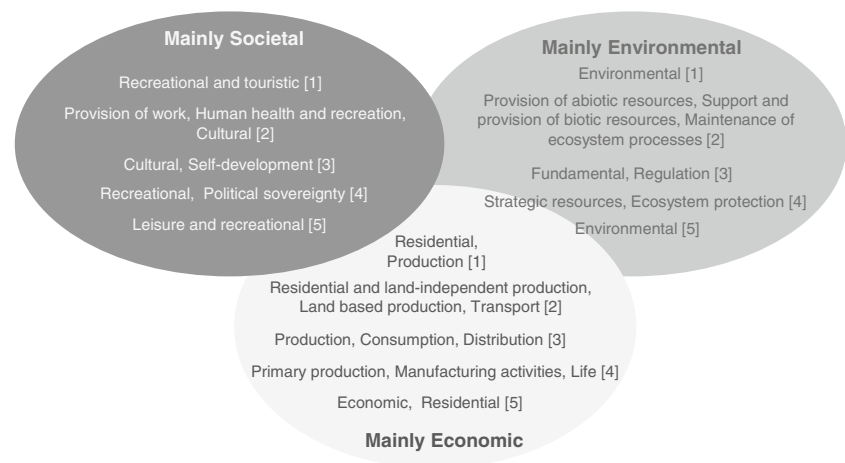 Mainly Societal
Recreational and touristic [1]
Provision of work, Human health and recreation,
Cultural [2]
Cultural, Self-development [3]
Recreational, Political sovereignty [4]
Leisure and recreational [5]
Mainly Environmental
Environmental [1]
Provision of abiotic resources, Support and
provision of biotic resources, Maintenance of
ecosystem processes [2]
Fundamental, Regulation [3]
Strategic resources, Ecosystem protection [4]
Environmental [5]
Residential,
Production [1]
Residential and land-independent production,
Land based production, Transport [2]
Production, Consumption, Distribution [3]
Primary production, Manufacturing activities, Life [4]
Economic, Residential [5]
Mainly Economic